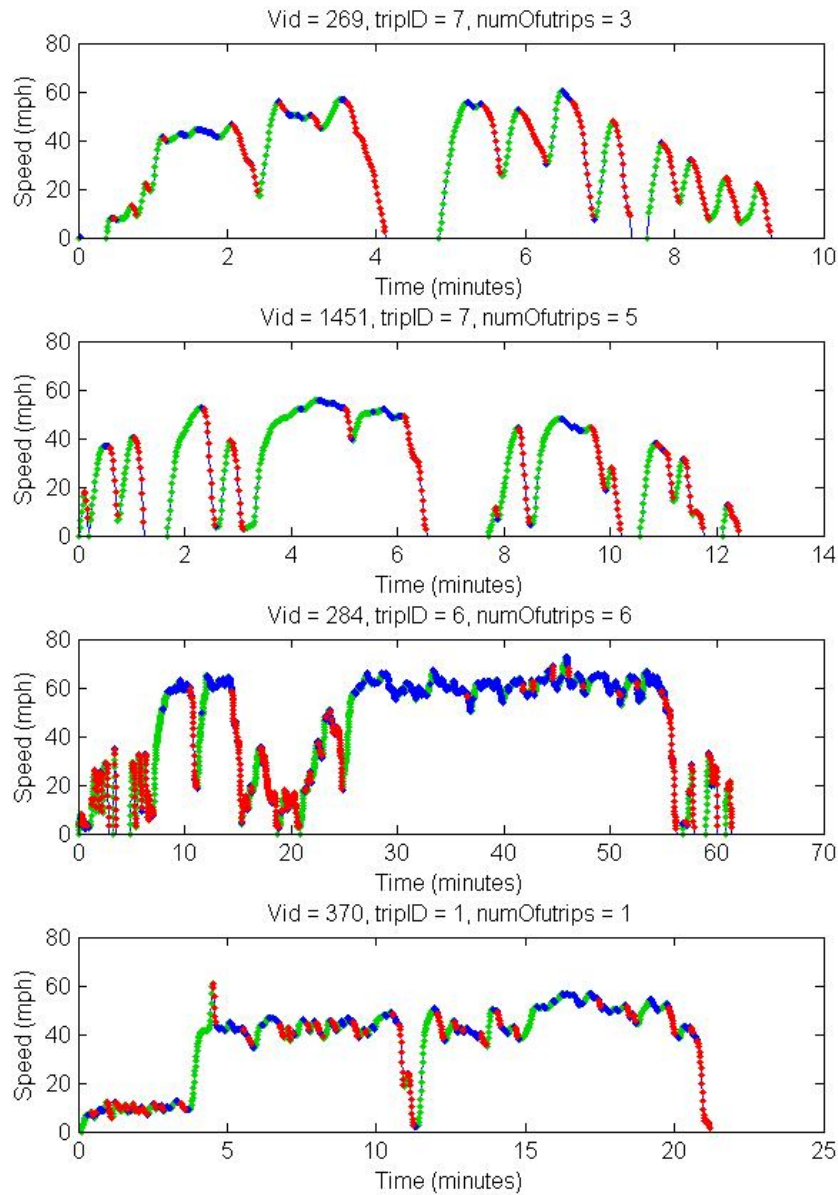 Vid = 269, tripID = 7, numOfutrips = 3
80
60
40
20
0
Speed (mph)
0 2 4 6 8 10
Time (minutes)
Vid = 1451, tripID = 7, numOfutrips = 5
80
60
40
20
0
Speed (mph)
0 2 4 6 8 10 12 14
Time (minutes)
Vid = 284, tripID = 6, numOfutrips = 6
80
60
40
20
0
Speed (mph)
0 10 20 30 40 50 60 70
Time (minutes)
Vid = 370, tripID = 1, numOfutrips = 1
80
60
40
20
0
Speed (mph)
0 5 10 15 20 25
Time (minutes)